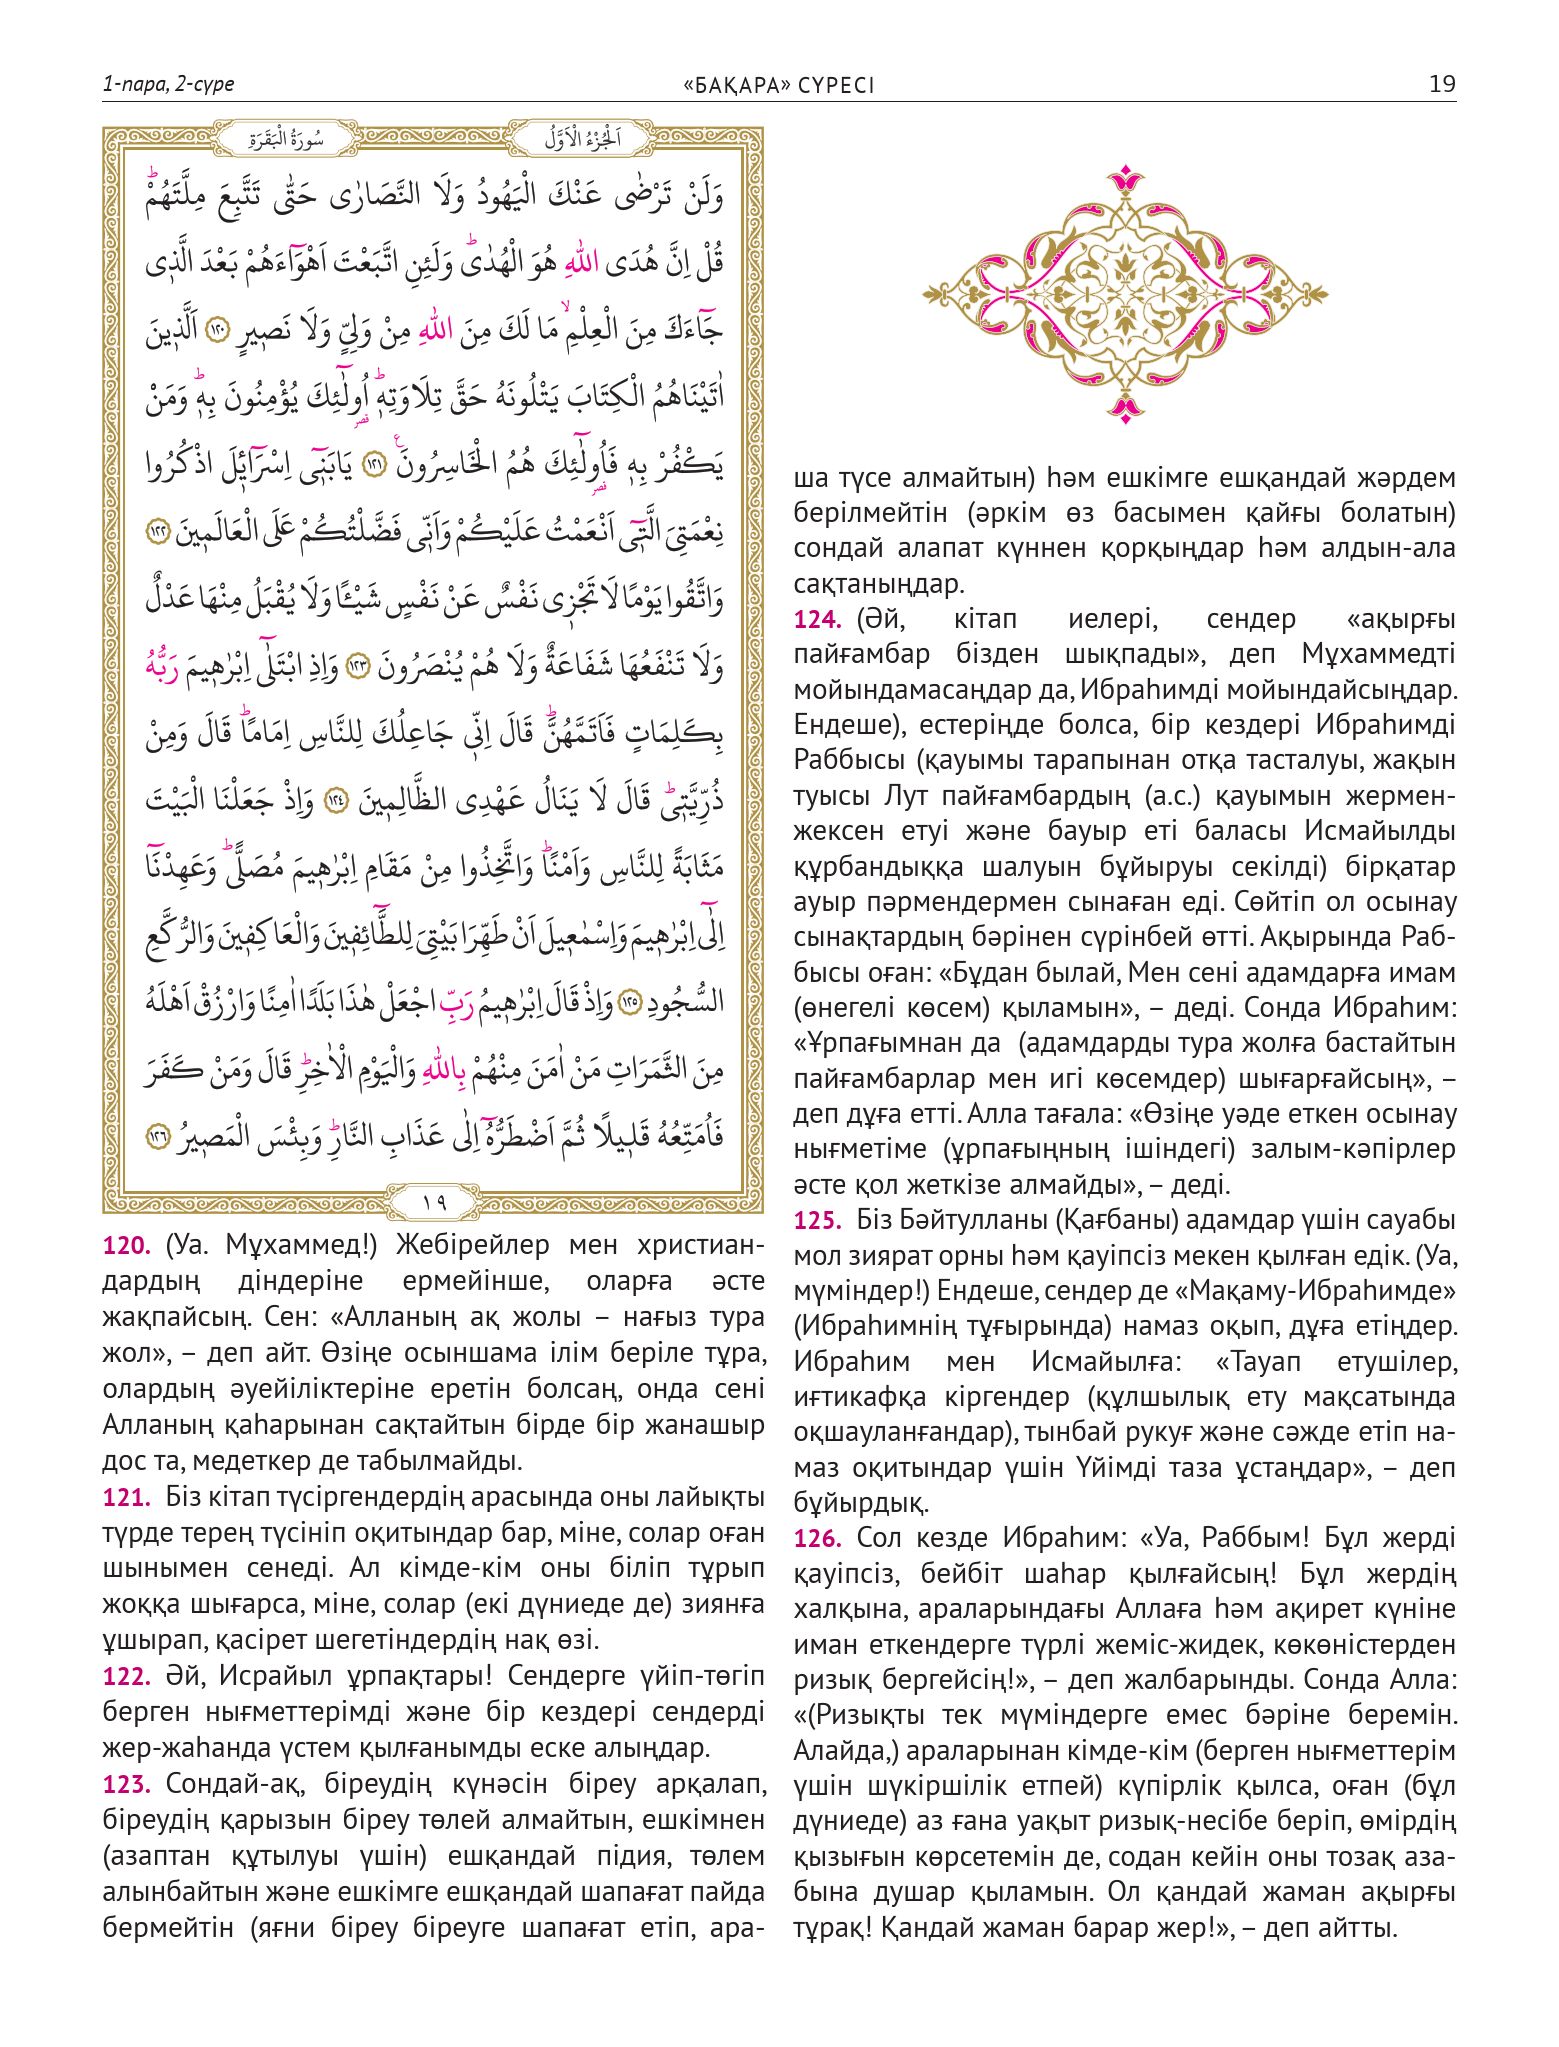 1-пара, 2-сүре
«БАҚАРА» СҮРЕСІ
19
اَلْجُزْءُ الْاَوَّلُ
سُورَةُ الْبَقَرَةِ
وَلَنْ تَرْضٰى عَنْكَ الْيَهُودُ وَلَا النَّصَارٰى حَتّٰى تَتَّبِعَ مِلَّتَهُمْۜ
قُلْ اِنَّ هُدَى اللّٰهِ هُوَ الْهُدٰىۜ وَلَئِنِ اتَّبَعْتَ اَهْوَٓاءَهُمْ بَعْدَ الَّذ۪ى
جَٓاءَكَ مِنَ الْعِلْمِۙ مَا لَكَ مِنَ اللّٰهِ مِنْ وَلِىٍّ وَلَا نَص۪يرٍ ﴿١٢٠﴾ اَلَّذ۪ينَ
اٰتَيْنَاهُمُ الْكِتَابَ يَتْلُونَهُ حَقَّ تِلَاوَتِه۪ۜ اُو۬لٰٓئِكَ يُؤْمِنُونَ بِه۪ۜ وَمَنْ
يَكْفُرْ بِه۪ فَاُو۬لٰٓئِكَ هُمُ الْخَاسِرُونَ۟ ﴿١٢١﴾ يَابَن۪ٓى اِسْرَٓائ۪لَ اذْكُرُوا
نِعْمَتِىَ الَّت۪ٓى اَنْعَمْتُ عَلَيْكُمْ وَاَنّ۪ى فَضَّلْتُكُمْ عَلَى الْعَالَم۪ينَ ﴿١٢٢﴾
وَاتَّقُوا يَوْمًا لَا تَجْز۪ى نَفْسٌ عَنْ نَفْسٍ شَيْـًٔا وَلَا يُقْبَلُ مِنْهَا عَدْلٌ
وَلَا تَنْفَعُهَا شَفَاعَةٌ وَلَا هُمْ يُنْصَرُونَ ﴿١٢٣﴾ وَاِذِ ابْتَلٰٓى اِبْرٰه۪يمَ رَبُّهُ
بِكَلِمَاتٍ فَاَتَمَّهُنَّۜ قَالَ اِنّ۪ى جَاعِلُكَ لِلنَّاسِ اِمَامًاۜ قَالَ وَمِنْ
ذُرِّيَّت۪ىۜ قَالَ لَا يَنَالُ عَهْدِى الظَّالِم۪ينَ ﴿١٢٤﴾ وَاِذْ جَعَلْنَا الْبَيْتَ
مَثَابَةً لِلنَّاسِ وَاَمْنًاۜ وَاتَّخِذُوا مِنْ مَقَامِ اِبْرٰه۪يمَ مُصَلًّىۜ وَعَهِدْنَٓا
اِلٰٓى اِبْرٰه۪يمَ وَاِسْمٰع۪يلَ اَنْ طَهِّرَا بَيْتِىَ لِلطَّٓائِف۪ينَ وَالْعَاكِف۪ينَ وَالرُّكَّعِ
السُّجُودِ ﴿١٢٥﴾ وَاِذْ قَالَ اِبْرٰه۪يمُ رَبِّ اجْعَلْ هٰذَا بَلَدًا اٰمِنًا وَارْزُقْ اَهْلَهُ
مِنَ الثَّمَرَاتِ مَنْ اٰمَنَ مِنْهُمْ بِاللّٰهِ وَالْيَوْمِ الْاٰخِرِۜ قَالَ وَمَنْ كَفَرَ
فَاُمَتِّعُهُ قَل۪يلًا ثُمَّ اَضْطَرُّهُٓ اِلٰى عَذَابِ النَّارِۜ وَبِئْسَ الْمَص۪يرُ ﴿١٢٦﴾
١٩
120. (Уа. Мұхаммед!) Жебірейлер мен христиан-
дардың діндеріне ермейінше, оларға әсте
жақпайсың. Сен: «Алланың ақ жолы – нағыз тура
жол», – деп айт. Өзіңе осыншама ілім беріле тұра,
олардың әуейіліктеріне еретін болсаң, онда сені
Алланың қаһарынан сақтайтын бірде бір жанашыр
дос та, медеткер де табылмайды.
121. Біз кітап түсіргендердің арасында оны лайықты
түрде терең түсініп оқитындар бар, міне, солар оған
шынымен сенеді. Ал кімде-кім оны біліп тұрып
жоққа шығарса, міне, солар (екі дүниеде де) зиянға
ұшырап, қасірет шегетіндердің нақ өзі.
122. Әй, Исрайыл ұрпақтары! Сендерге үйіп-төгіп
берген нығметтерімді және бір кездері сендерді
жер-жаһанда үстем қылғанымды еске алыңдар.
123. Сондай-ақ, біреудің күнәсін біреу арқалап,
біреудің қарызын біреу төлей алмайтын, ешкімнен
(азаптан құтылуы үшін) ешқандай підия, төлем
алынбайтын және ешкімге ешқандай шапағат пайда
бермейтін (яғни біреу біреуге шапағат етіп, ара-
ша түсе алмайтын) һәм ешкімге ешқандай жәрдем
берілмейтін (әркім өз басымен қайғы болатын)
сондай алапат күннен қорқыңдар һәм алдын-ала
сақтаныңдар.
124. (Әй, кітап иелері, сендер «ақырғы
пайғамбар бізден шықпады», деп Мұхаммедті
мойындамасаңдар да, Ибраһимді мойындайсыңдар.
Ендеше), естеріңде болса, бір кездері Ибраһимді
Раббысы (қауымы тарапынан отқа тасталуы, жақын
туысы Лут пайғамбардың (а.с.) қауымын жермен-
жексен етуі және бауыр еті баласы Исмайылды
құрбандыққа шалуын бұйыруы секілді) бірқатар
ауыр пәрмендермен сынаған еді. Сөйтіп ол осынау
сынақтардың бәрінен сүрінбей өтті. Ақырында Раб-
бысы оған: «Бұдан былай, Мен сені адамдарға имам
(өнегелі көсем) қыламын», – деді. Сонда Ибраһим:
«Ұрпағымнан да (адамдарды тура жолға бастайтын
пайғамбарлар мен игі көсемдер) шығарғайсың», –
деп дұға етті. Алла тағала: «Өзіңе уәде еткен осынау
нығметіме (ұрпағыңның ішіндегі) залым-кәпірлер
әсте қол жеткізе алмайды», – деді.
125. Біз Бәйтулланы (Қағбаны) адамдар үшін сауабы
мол зиярат орны һәм қауіпсіз мекен қылған едік. (Уа,
мүміндер!) Ендеше, сендер де «Мақаму-Ибраһимде»
(Ибраһимнің тұғырында) намаз оқып, дұға етіңдер.
Ибраһим мен Исмайылға: «Тауап етушілер,
иғтикафқа кіргендер (құлшылық ету мақсатында
оқшауланғандар), тынбай рукуғ және сәжде етіп на-
маз оқитындар үшін Үйімді таза ұстаңдар», – деп
бұйырдық.
126. Сол кезде Ибраһим: «Уа, Раббым! Бұл жерді
қауіпсіз, бейбіт шаһар қылғайсың! Бұл жердің
халқына, араларындағы Аллаға һәм ақирет күніне
иман еткендерге түрлі жеміс-жидек, көкөністерден
ризық бергейсің!», – деп жалбарынды. Сонда Алла:
«(Ризықты тек мүміндерге емес бәріне беремін.
Алайда,) араларынан кімде-кім (берген нығметтерім
үшін шүкіршілік етпей) күпірлік қылса, оған (бұл
дүниеде) аз ғана уақыт ризық-несібе беріп, өмірдің
қызығын көрсетемін де, содан кейін оны тозақ аза-
бына душар қыламын. Ол қандай жаман ақырғы
тұрақ! Қандай жаман барар жер!», – деп айтты.